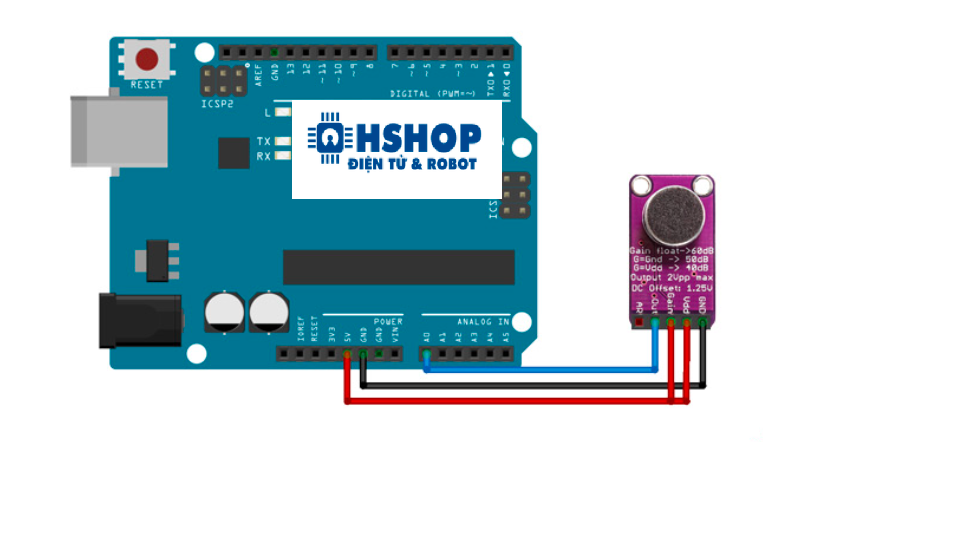 RESET
ICSP2
AREF
GND
13
12
~11
~10
~9
8
7
~6
~5
4
~3
2
TX0▶1
RX0◀0
DIGITAL (PWM=~)
L
TX
RX
HSHOP
ĐIỆN TỬ & ROBOT
N
ICS
Gain float->60dB
G=Gnd -> 50dB
G=Vdd -> 40dB
Output 2Vpp max
DC Offset: 1.25V
AR
Out
Gain
Vdd
GND
POWER
ANALOG IN
IOREF
RESET
3V3
5V
GND
GND
VIN
A0
A1
A2
A3
A4
A5